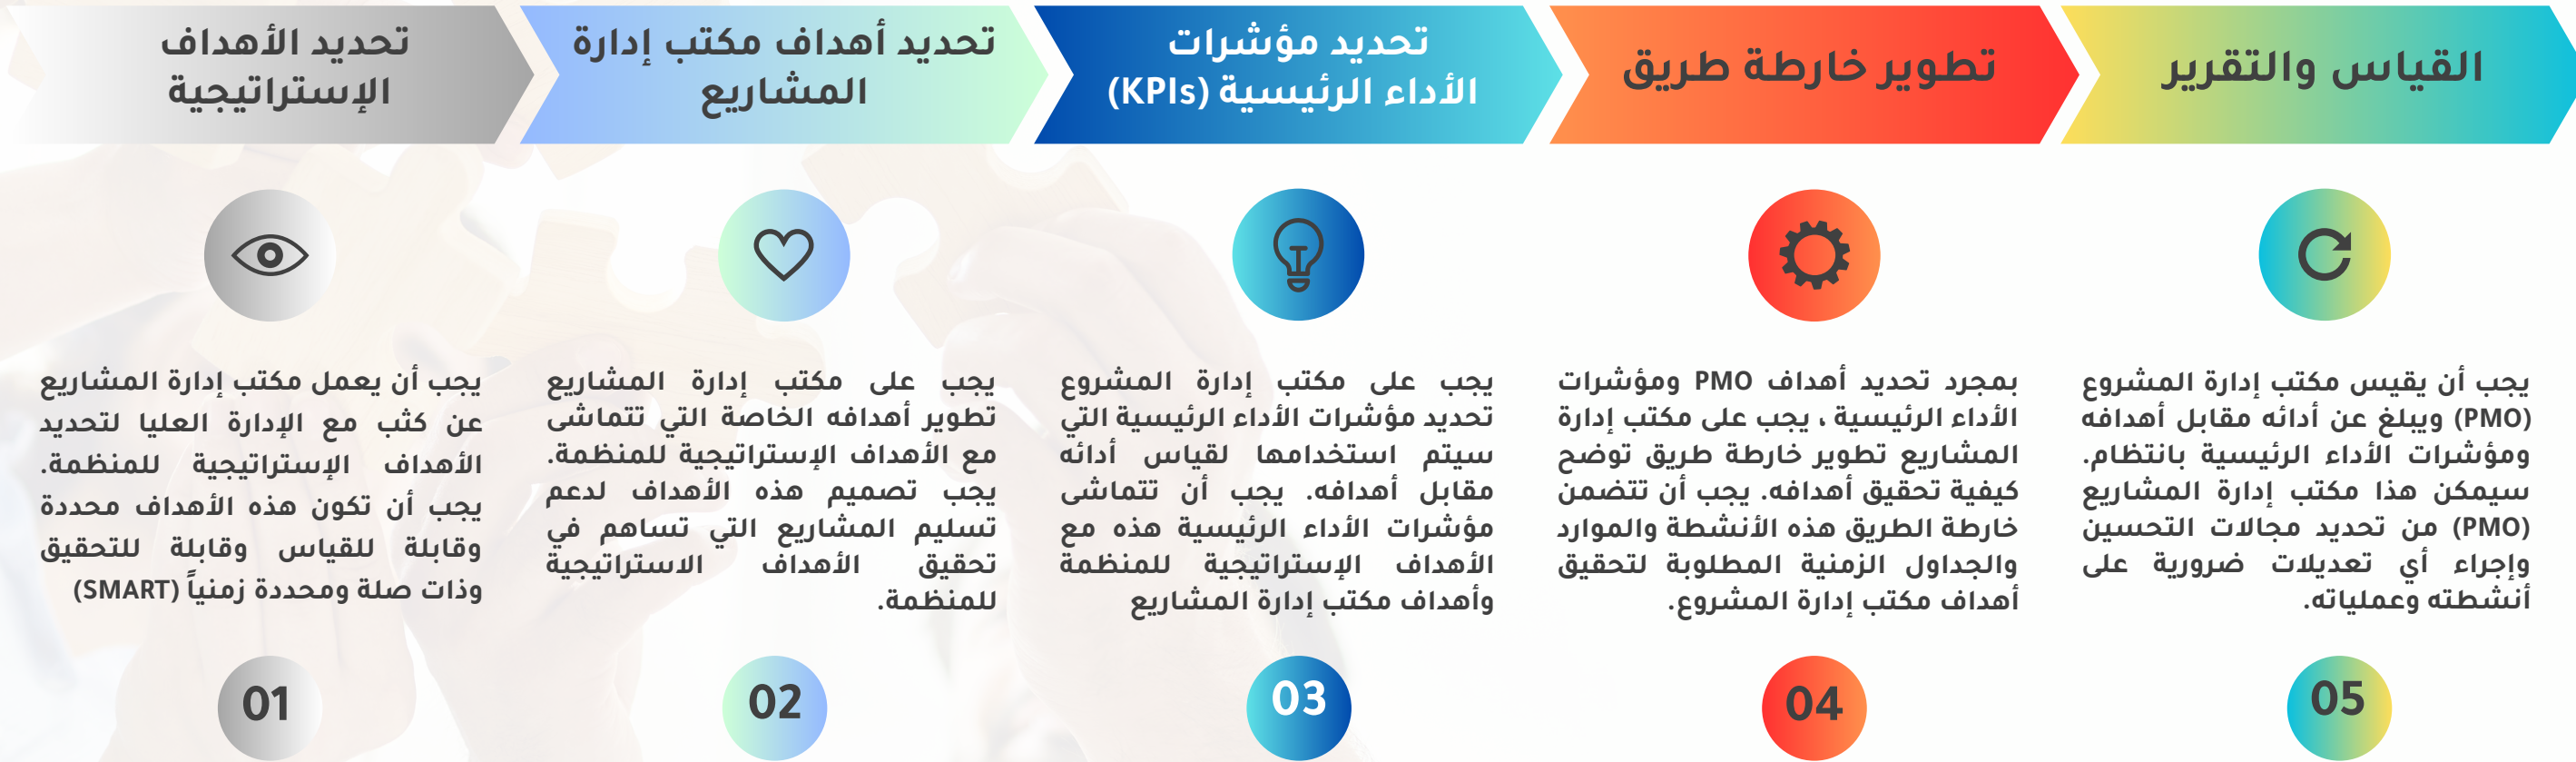 تحديد الأهداف
الإستراتيجية
يجب أن يعمل مكتب إدارة المشاريع
عن كثب مع الإدارة العليا لتحديد
الأهداف الإستراتيجية للمنظمة.
يجب أن تكون هذه الأهداف محددة
وقابلة للقياس وقابلة للتحقيق
وذات صلة ومحددة زمنياً (SMART)
01
تحديد أهداف مكتب إدارة
المشاريع
يجب على مكتب إدارة المشاريع
تطوير أهدافه الخاصة التي تتماشى
مع الأهداف الإستراتيجية للمنظمة.
يجب تصميم هذه الأهداف لدعم
تسليم المشاريع التي تساهم في
تحقيق الأهداف الاستراتيجية
للمنظمة.
02
تحديد مؤشرات
الأداء الرئيسية (KPIs)
يجب على مكتب إدارة المشروع
تحديد مؤشرات الأداء الرئيسية التي
سيتم استخدامها لقياس أدائه
مقابل أهدافه. يجب أن تتماشى
مؤشرات الأداء الرئيسية هذه مع
الأهداف الإستراتيجية للمنظمة
وأهداف مكتب إدارة المشاريع
03
تطوير خارطة طريق
بمجرد تحديد أهداف PMO ومؤشرات
الأداء الرئيسية ، يجب على مكتب إدارة
المشاريع تطوير خارطة طريق توضح
كيفية تحقيق أهدافه. يجب أن تتضمن
خارطة الطريق هذه الأنشطة والموارد
والجداول الزمنية المطلوبة لتحقيق
أهداف مكتب إدارة المشروع.
04
القياس والتقرير
يجب أن يقيس مكتب إدارة المشروع
(PMO) ويبلغ عن أدائه مقابل أهدافه
ومؤشرات الأداء الرئيسية بانتظام.
سيمكن هذا مكتب إدارة المشاريع
(PMO) من تحديد مجالات التحسين
وإجراء أي تعديلات ضرورية على
أنشطته وعملياته.
05